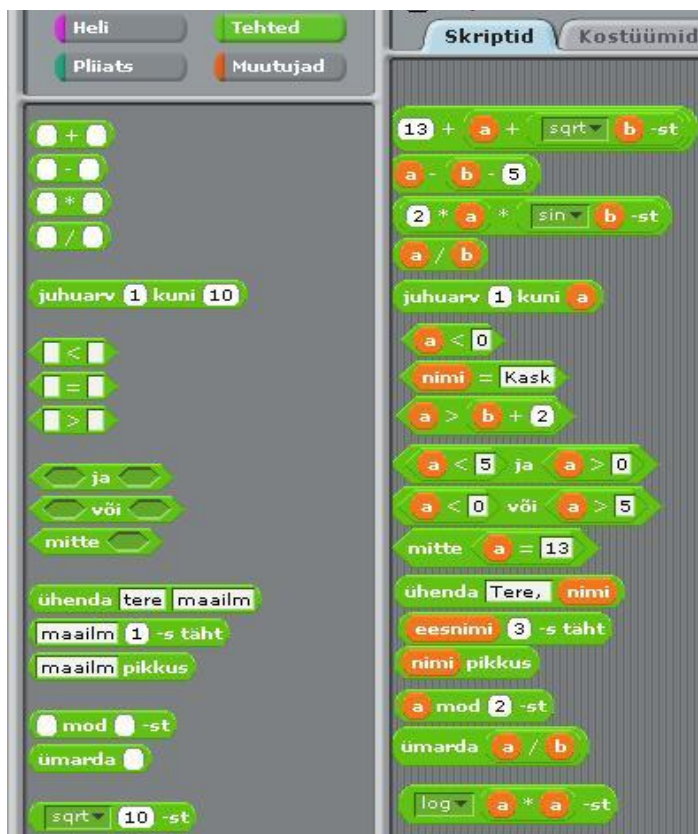 Heli Tehted
Pliiats Muutujad
+
-
*
/
juhuarv 1 kuni 10
<
=
>
ja
või
mitte
ühenda tere maailm
maailm 1 -s täht
maailm pikkus
mod -st
ümarda
sqrt 10 -st
Skriptid Kostüümid
13 + a + sqrt b -st
a - b - 5
2 * a * sin b -st
a / b
juhuarv 1 kuni a
a < 0
nimi = Kask
a > b + 2
a < 5 ja a > 0
a < 0 või a > 5
mitte a = 13
ühenda Tere, nimi
eesnimi 3 -s täht
nimi pikkus
a mod 2 -st
ümarda a / b
log a * a -st